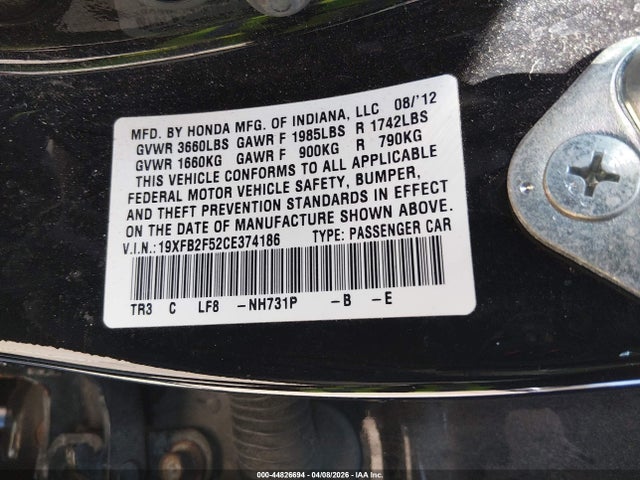 MFD. BY HONDA MFG. OF INDIANA, LLC 08/'12
GVWR 3660LBS GAWR F 1985LBS R 1742LBS
GVWR 1660KG GAWR F 900KG R 790KG
THIS VEHICLE CONFORMS TO ALL APPLICABLE
FEDERAL MOTOR VEHICLE SAFETY, BUMPER,
AND THEFT PREVENTION STANDARDS IN EFFECT
ON THE DATE OF MANUFACTURE SHOWN ABOVE.
V.I.N.: 19XFB2F52CE374186 TYPE: PASSENGER CAR
TR3 C LF8 -NH731P -B -E
000-44826694 - 04/08/2026 - IAA Inc.